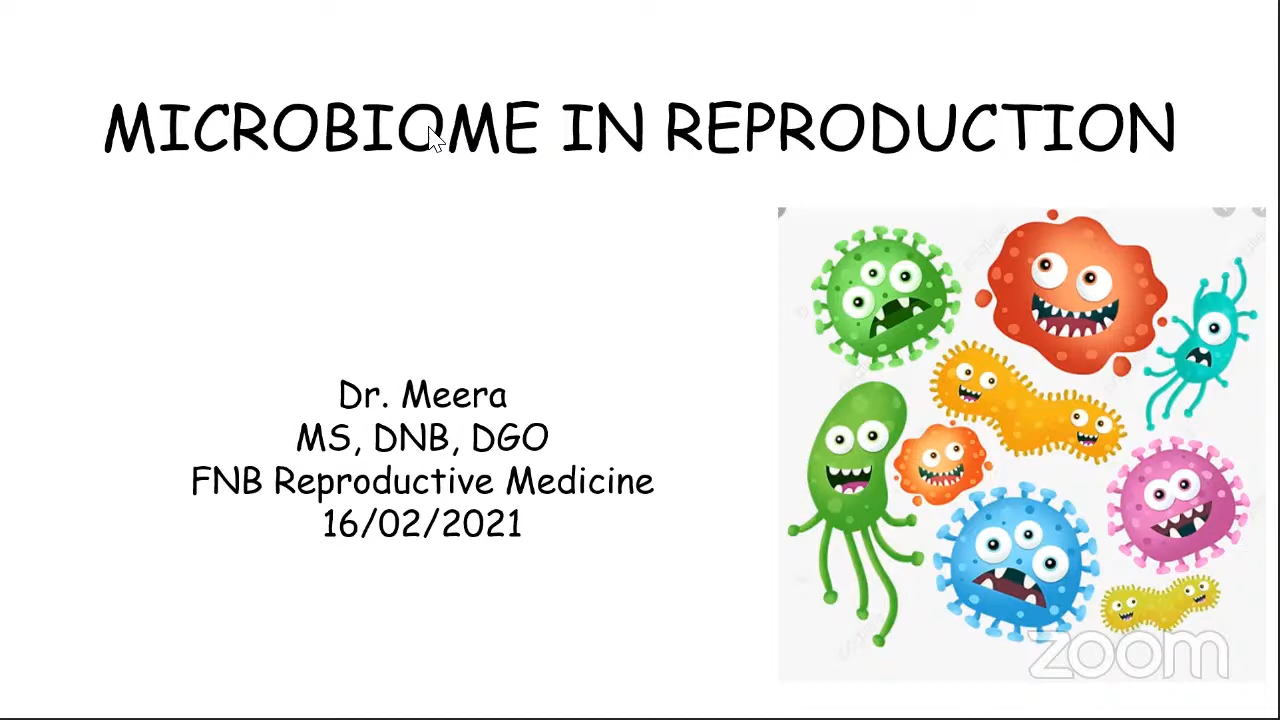 MICROBIOME IN REPRODUCTION
Dr. Meera
MS, DNB, DGO
FNB Reproductive Medicine
16/02/2021
zoom